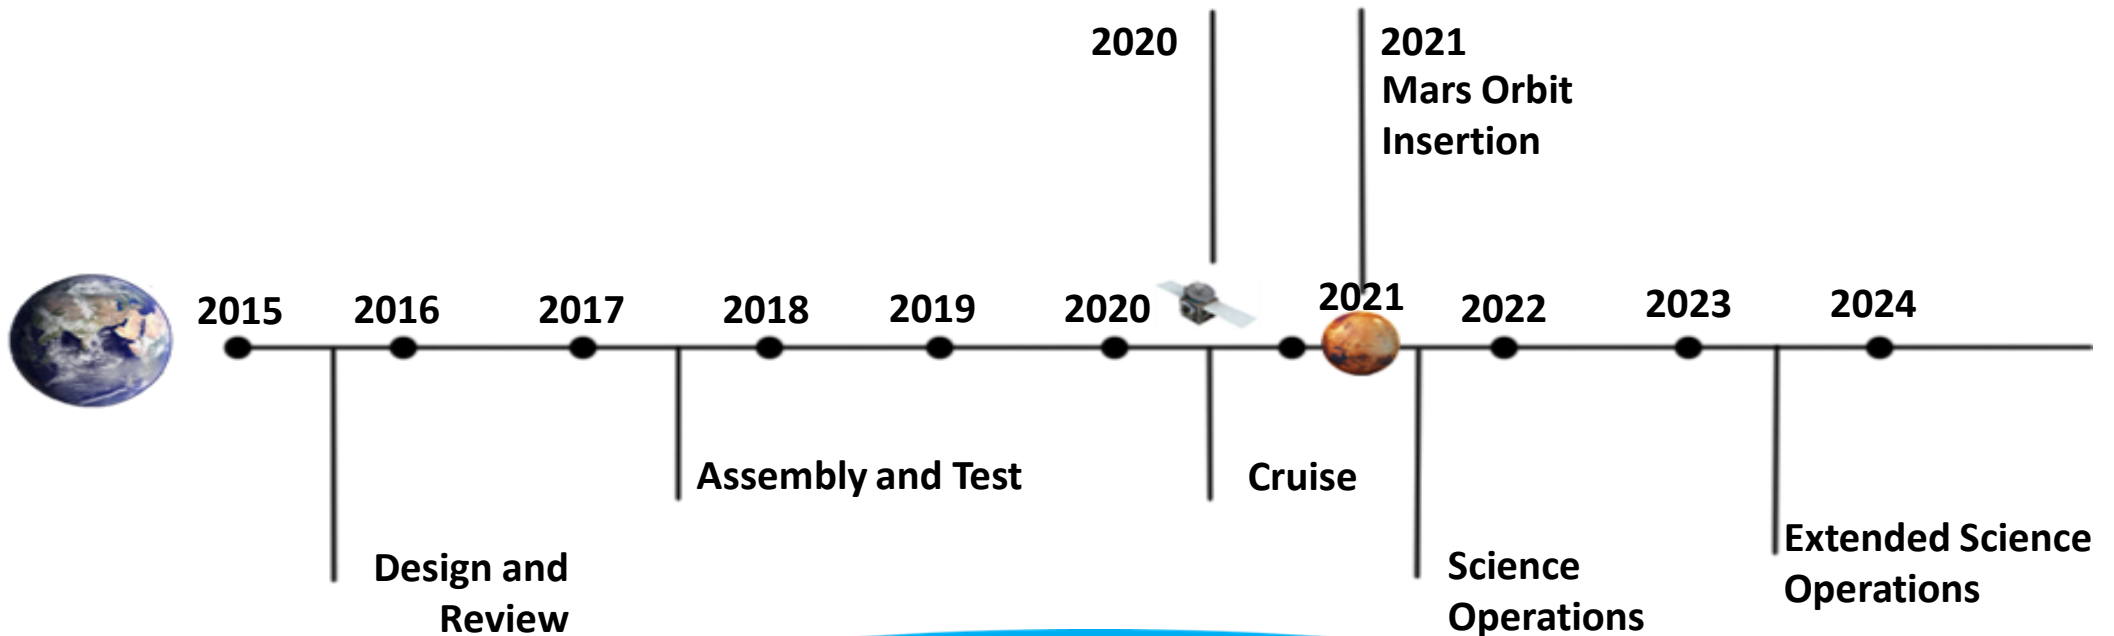 2020
2021
Mars Orbit
Insertion
2015 2016 2017 2018 2019 2020 2021 2022 2023 2024
Assembly and Test
Cruise
Design and
Review
Science
Operations
Extended Science
Operations